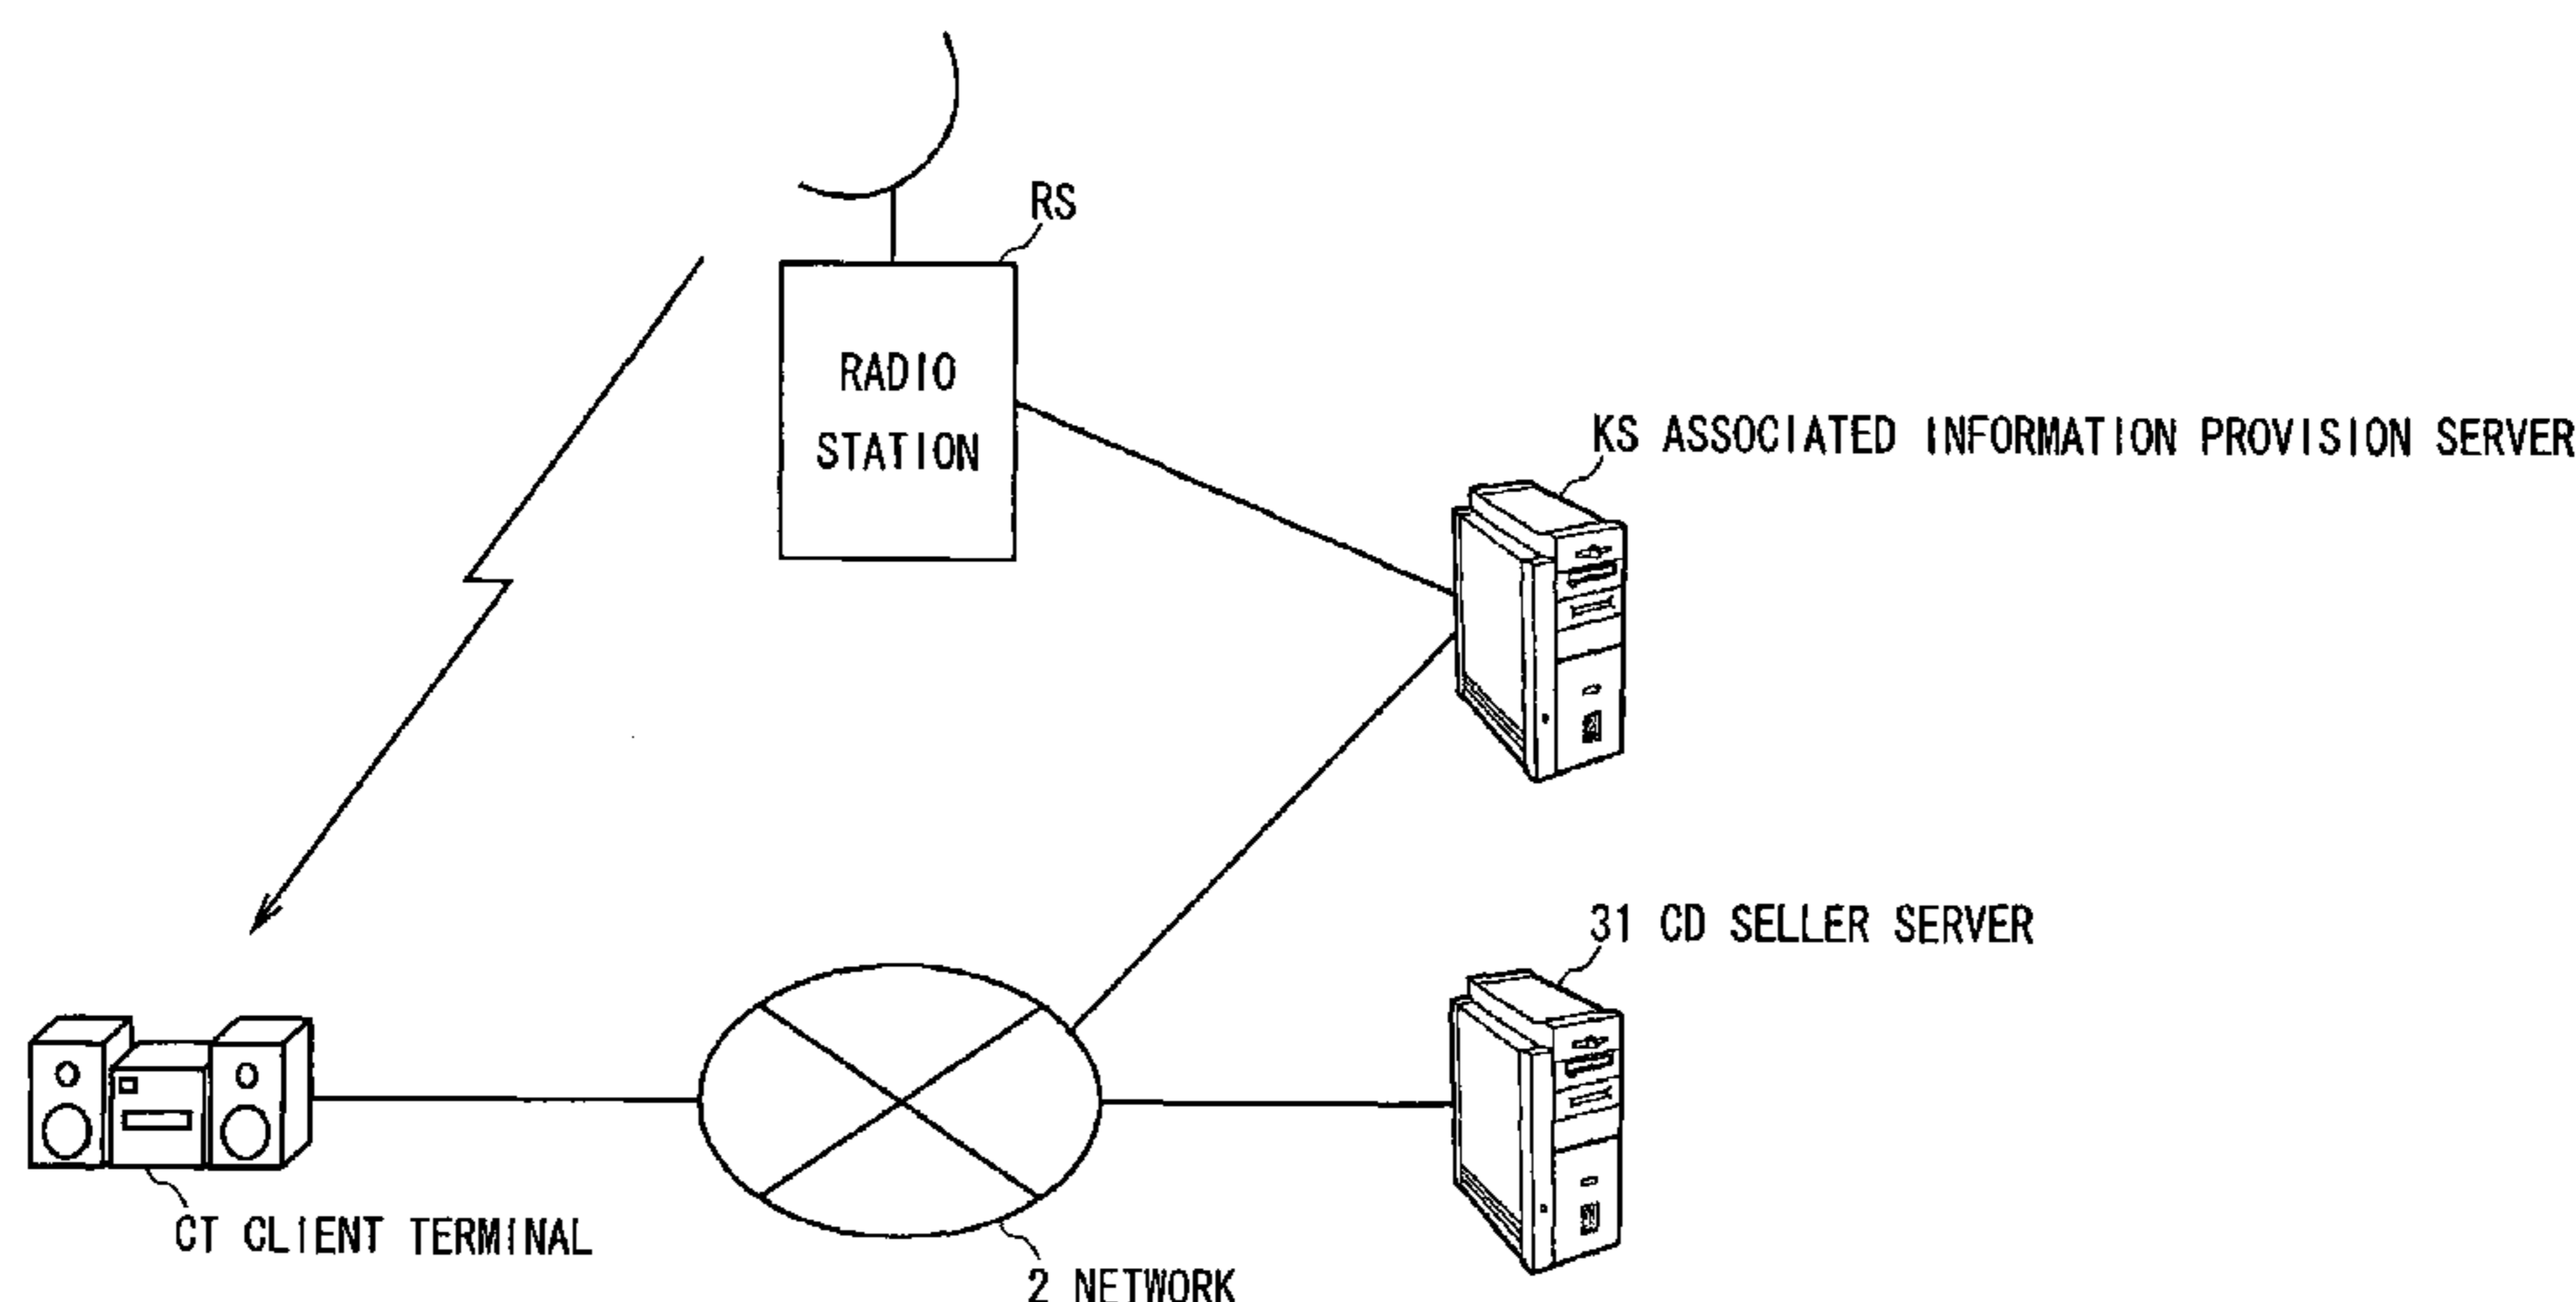 RS
RADIO
STATION
KS ASSOCIATED INFORMATION PROVISION SERVER
31 CD SELLER SERVER
CT CLIENT TERMINAL
2 NETWORK